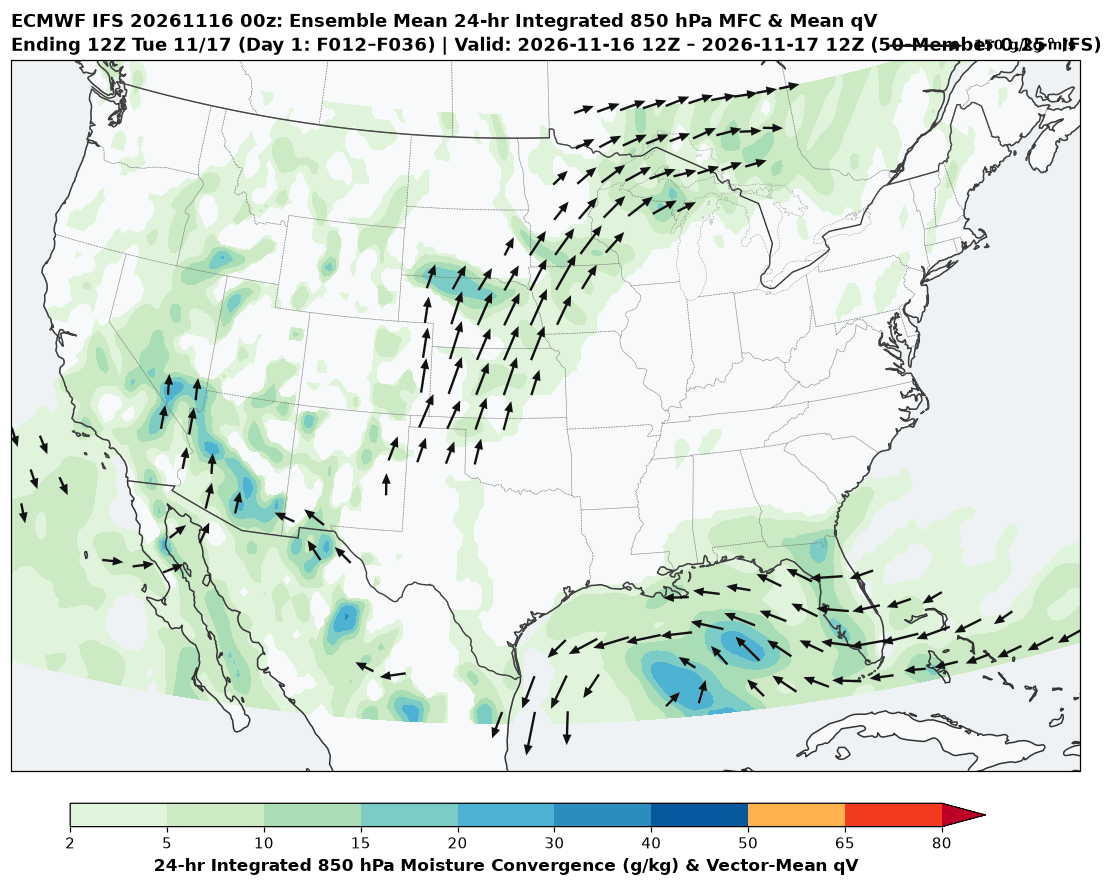 ECMWF IFS 20261116 00z: Ensemble Mean 24-hr Integrated 850 hPa MFC & Mean qV
Ending 12Z Tue 11/17 (Day 1: F012–F036) | Valid: 2026-11-16 12Z – 2026-11-17 12Z (50-Member 0.25° IFS)
2 5 10 15 20 30 40 50 65 80
24-hr Integrated 850 hPa Moisture Convergence (g/kg) & Vector-Mean qV